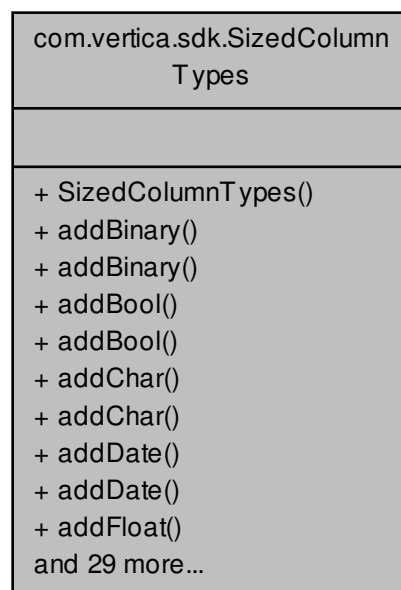 com.vertica.sdk.SizedColumn
Types
+ SizedColumnTypes()
+ addBinary()
+ addBinary()
+ addBool()
+ addBool()
+ addChar()
+ addChar()
+ addDate()
+ addDate()
+ addFloat()
and 29 more...